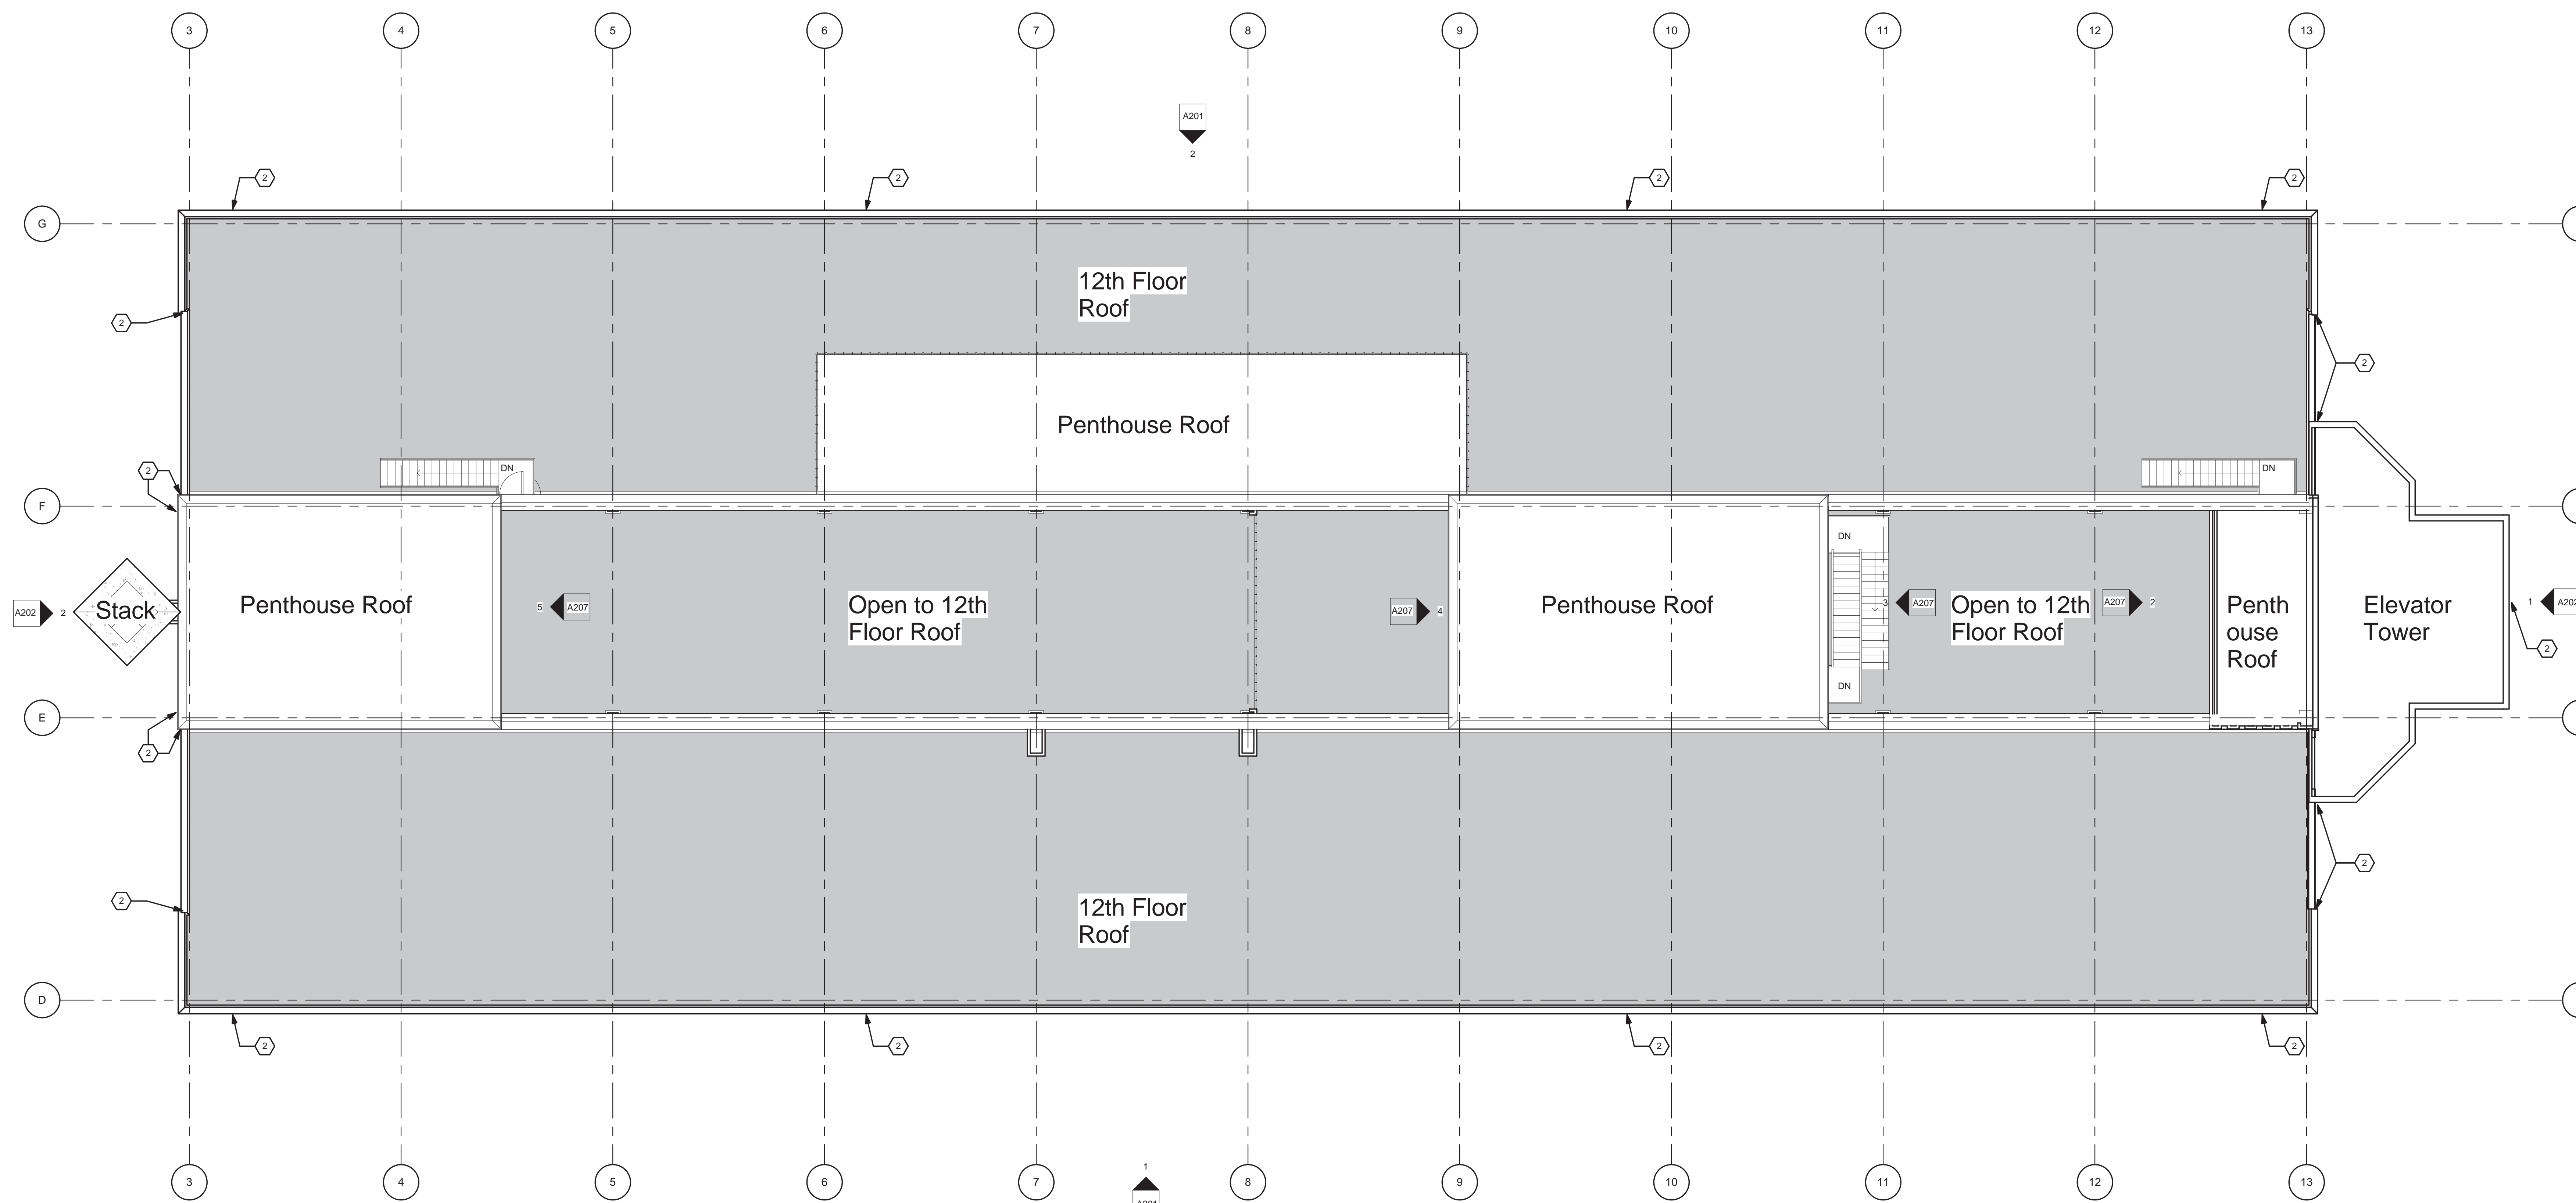 3 4 5 6 7 8 9 10 11 12 13
A201
2
2 2 2 2
G
12th Floor
Roof
2
2
Penthouse Roof
DN
DN
2
F
DN
Stack
Penthouse Roof
5
A207
Open to 12th
Floor Roof
A207
4
Penthouse Roof
3
A207
Open to 12th
Floor Roof
A207
2
Penth
ouse
Roof
Elevator
Tower
A202
2
1
2
DN
E
2
2
2
12th Floor
Roof
D
2 2 2 2
1
3 4 5 6 7 8 9 10 11 12 13